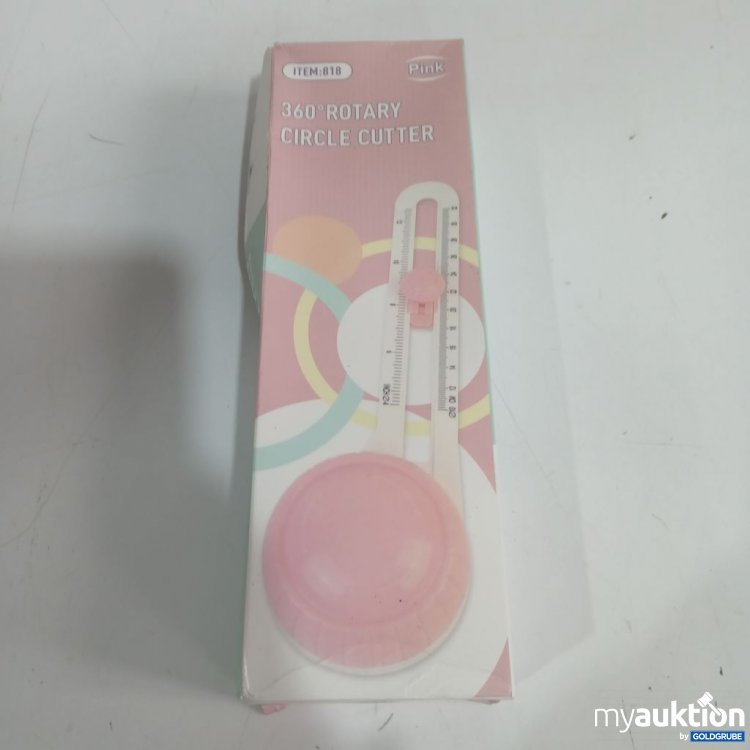 ITEM:818
Pink
360°ROTARY
CIRCLE CUTTER
myauktion
by GOLDGRUBE